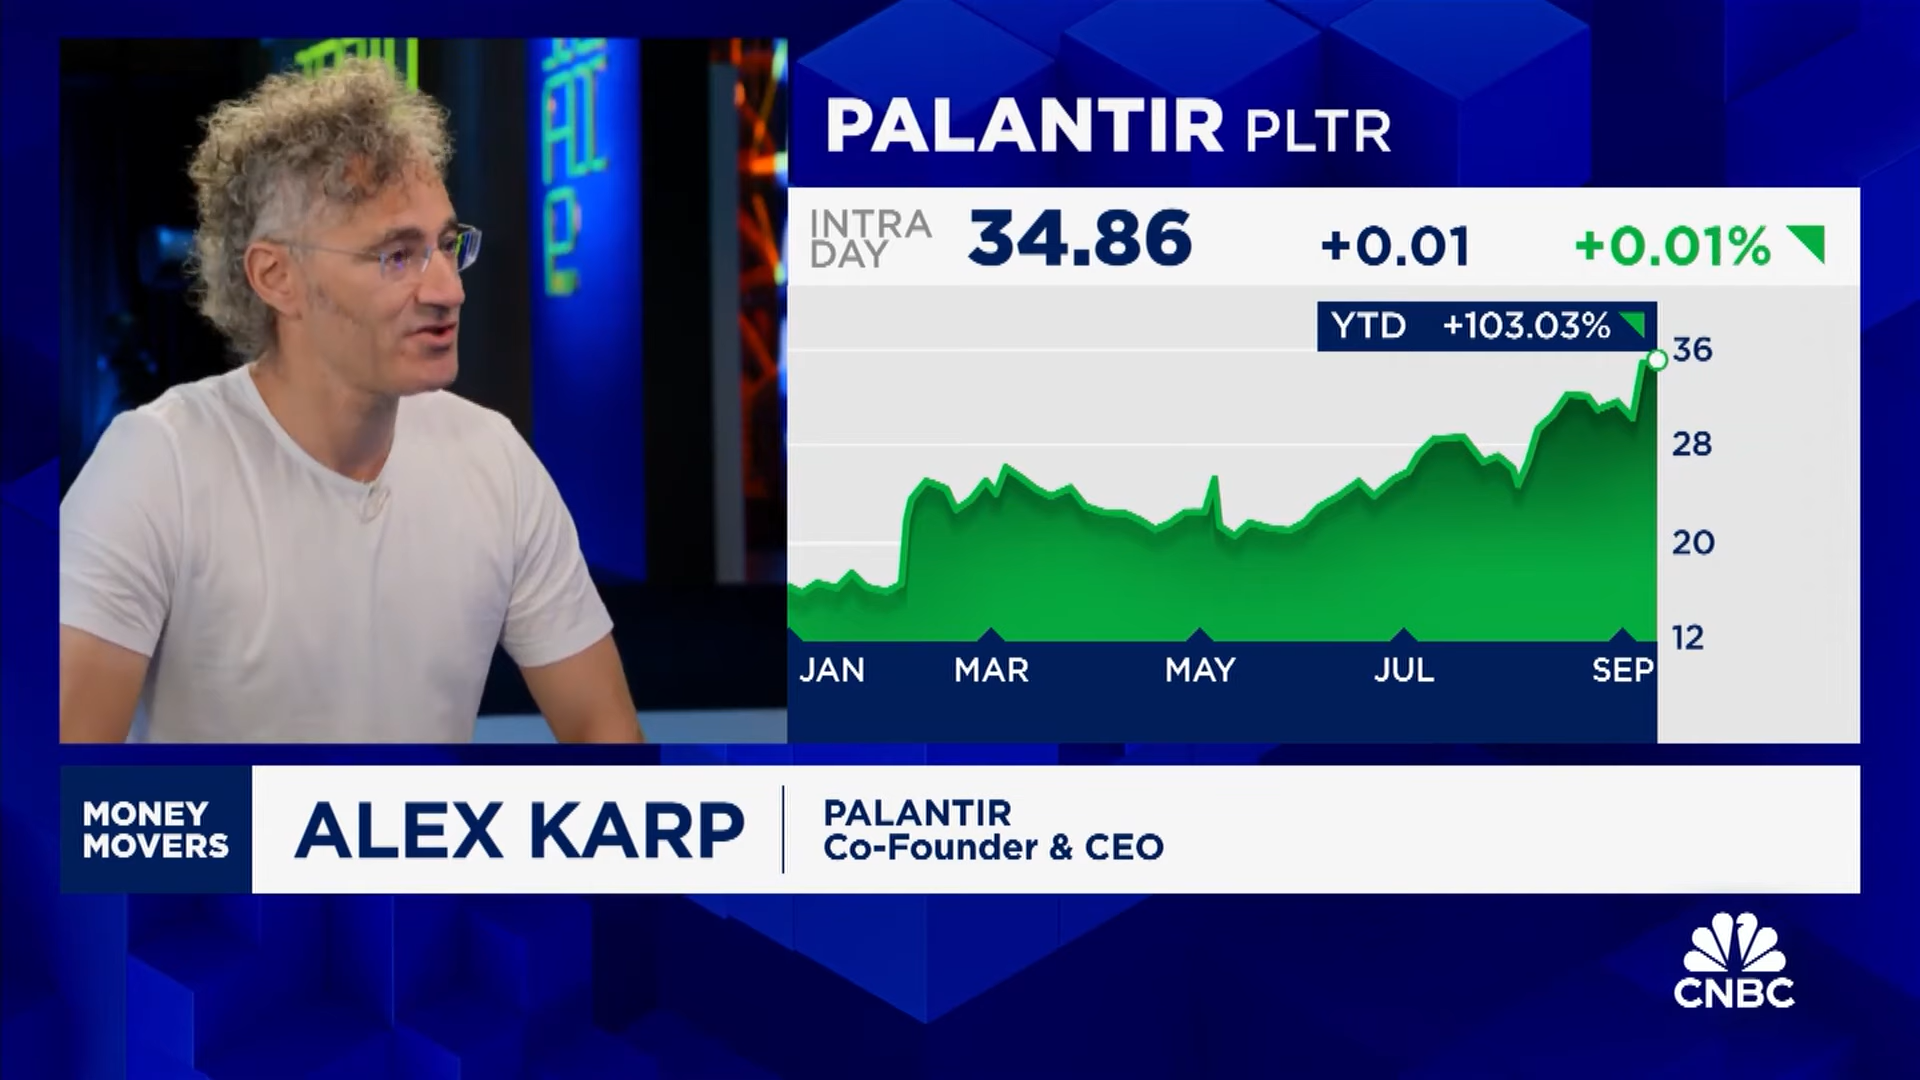 PALANTIR PLTR
INTRA
DAY
34.86 +0.01 +0.01%
YTD +103.03%
36
28
20
12
JAN MAR MAY JUL SEP
MONEY
MOVERS
ALEX KARP
PALANTIR
Co-Founder & CEO
CNBC